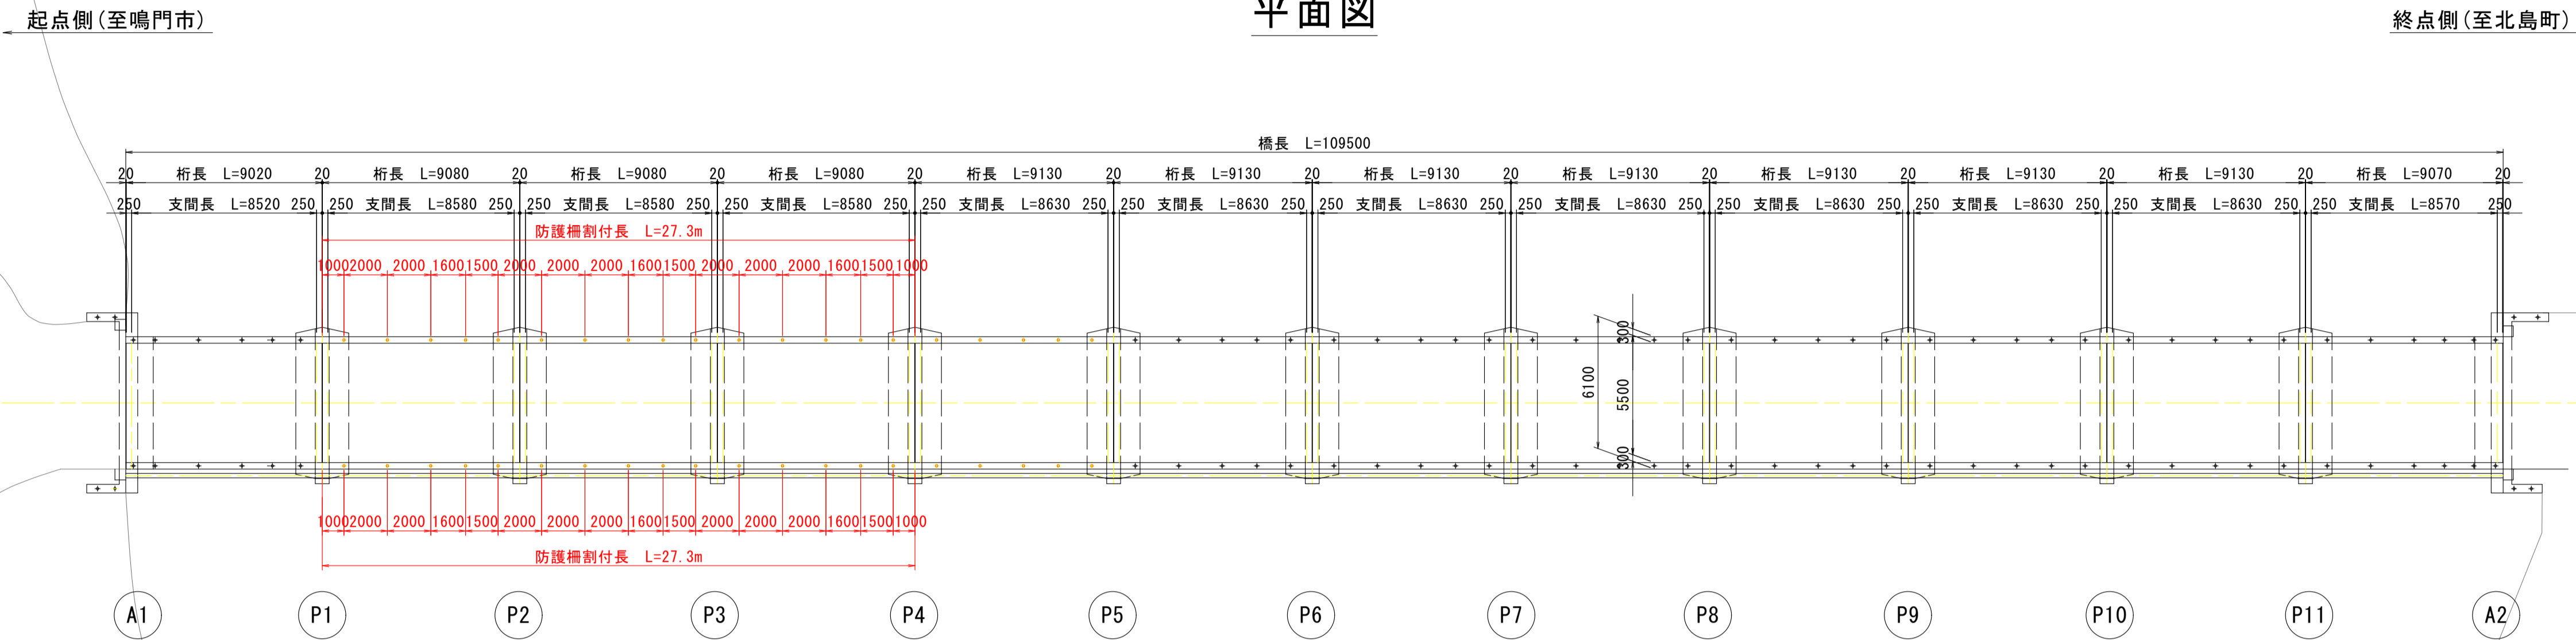 平面図
起点側(至鳴門市)
終点側(至北島町)
橋長 L=109500
20 桁長 L=9020 20 桁長 L=9080 20 桁長 L=9080 20 桁長 L=9080 20 桁長 L=9130 20 桁長 L=9130 20 桁長 L=9130 20 桁長 L=9130 20 桁長 L=9130 20 桁長 L=9130 20 桁長 L=9130 20 桁長 L=9070 20
250 支間長 L=8520 250 250 支間長 L=8580 250 250 支間長 L=8580 250 250 支間長 L=8580 250 250 支間長 L=8630 250 250 支間長 L=8630 250 250 支間長 L=8630 250 250 支間長 L=8630 250 250 支間長 L=8630 250 250 支間長 L=8630 250 250 支間長 L=8630 250 250 支間長 L=8570 250
防護柵割付長 L=27.3m
1000 2000 2000 1600 1500 2000 2000 2000 1600 1500 2000 2000 2000 1600 1500 1000
300
6100
5500
300
1000 2000 2000 1600 1500 2000 2000 2000 1600 1500 2000 2000 2000 1600 1500 1000
防護柵割付長 L=27.3m
A1 P1 P2 P3 P4 P5 P6 P7 P8 P9 P10 P11 A2